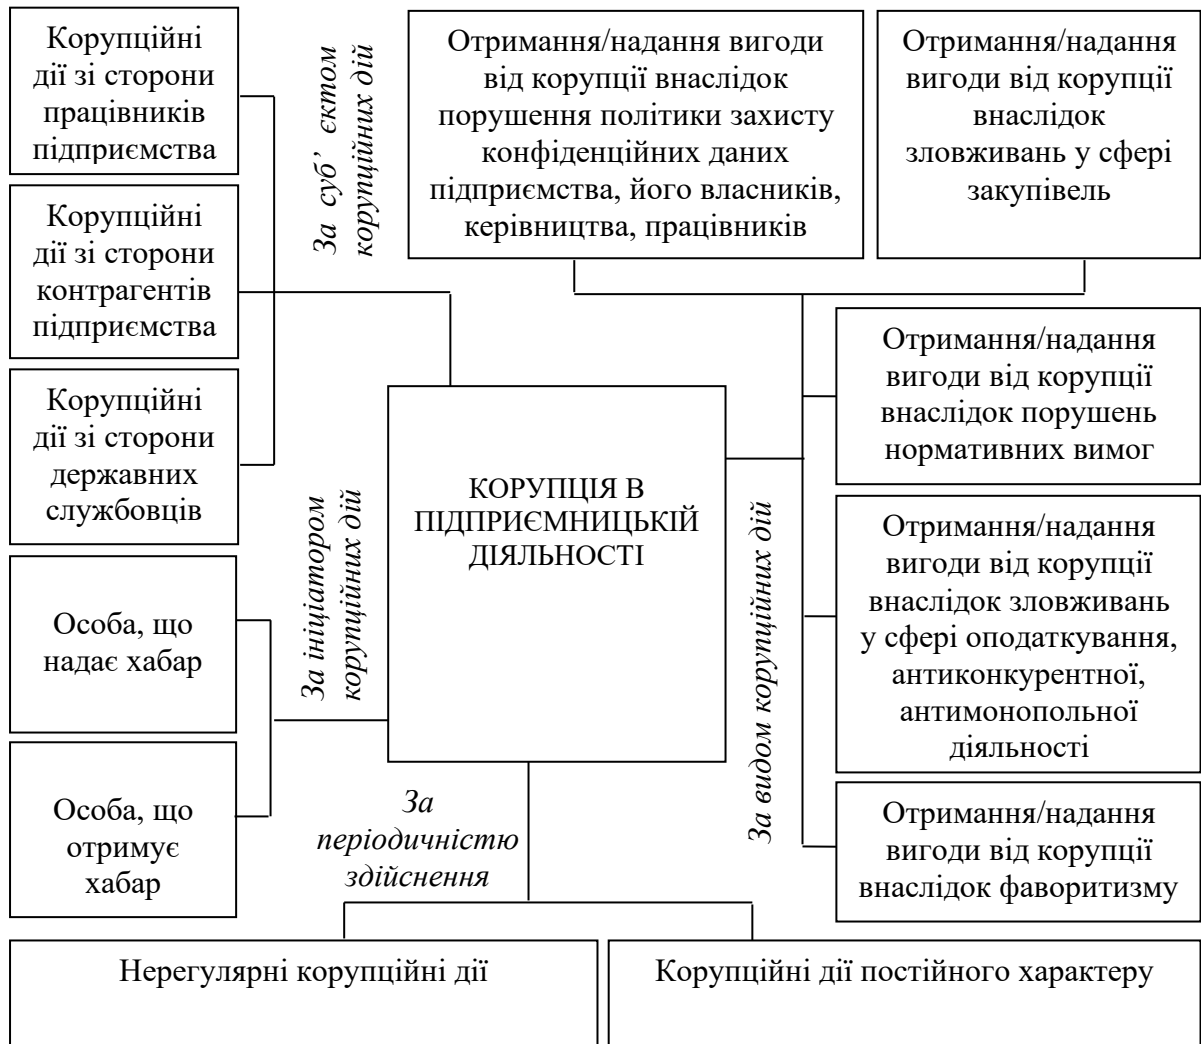 Корупційні
дії зі сторони
працівників
підприємства
Корупційні
дії зі сторони
контрагентів
підприємства
Корупційні
дії зі сторони
державних
службовців
За суб’ єктом
корупційних дій
Отримання/надання вигоди
від корупції внаслідок
порушення політики захисту
конфіденційних даних
підприємства, його власників,
керівництва, працівників
Отримання/надання
вигоди від корупції
внаслідок
зловживань у сфері
закупівель
Отримання/надання
вигоди від корупції
внаслідок порушень
нормативних вимог
Отримання/надання
вигоди від корупції
внаслідок зловживань
у сфері оподаткування,
антиконкурентної,
антимонопольної
діяльності
Отримання/надання
вигоди від корупції
внаслідок фаворитизму
За видом корупційних дій
КОРУПЦІЯ В
ПІДПРИЄМНИЦЬКІЙ
ДІЯЛЬНОСТІ
За ініціатором
корупційних дій
Особа, що
надає хабар
Особа, що
отримує
хабар
За
періодичністю
здійснення
Нерегулярні корупційні дії
Корупційні дії постійного характеру